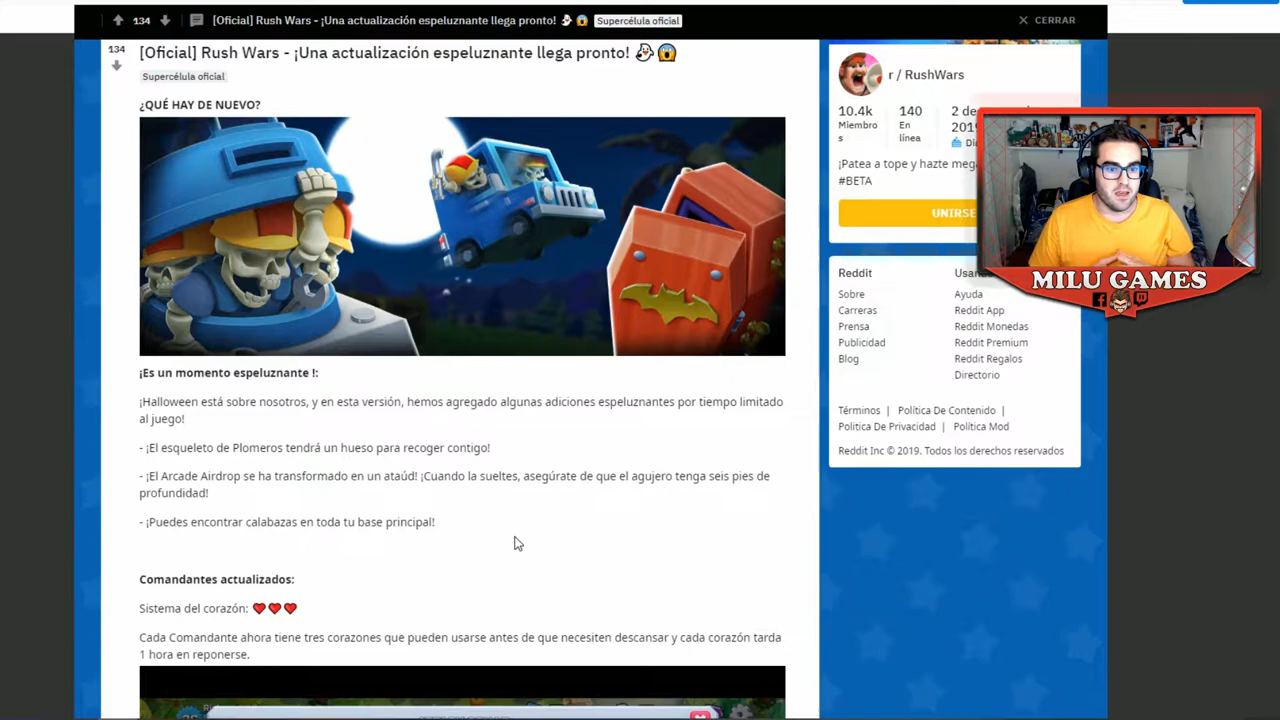 134
[Oficial] Rush Wars - ¡Una actualización espeluznante llega pronto! 👻😱 Supercélula oficial
CERRAR
134
[Oficial] Rush Wars - ¡Una actualización espeluznante llega pronto! 👻😱
Supercélula oficial
¿QUÉ HAY DE NUEVO?
¡Es un momento espeluznante !:
¡Halloween está sobre nosotros, y en esta versión, hemos agregado algunas adiciones espeluznantes por tiempo limitado
al juego!
- ¡El esqueleto de Plomeros tendrá un hueso para recoger contigo!
- ¡El Arcade Airdrop se ha transformado en un ataúd! ¡Cuando la sueltes, asegúrate de que el agujero tenga seis pies de
profundidad!
- ¡Puedes encontrar calabazas en toda tu base principal!
Comandantes actualizados:
Sistema del corazón: ❤️❤️❤️
Cada Comandante ahora tiene tres corazones que pueden usarse antes de que necesiten descansar y cada corazón tarda
1 hora en reponerse.
r / RushWars
10.4k
Miembro
s
140
En
línea
2 de
2019
¡Patea a tope y hazte
#BETA
Reddit
Sobre
Carreras
Prensa
Publicidad
Blog
Ayuda
Reddit App
Reddit Monedas
Reddit Premium
Reddit Regalos
Directorio
Términos | Política De Contenido |
Politica De Privacidad | Política Mod
Reddit Inc © 2019. Todos los derechos reservados
MILU GAMES